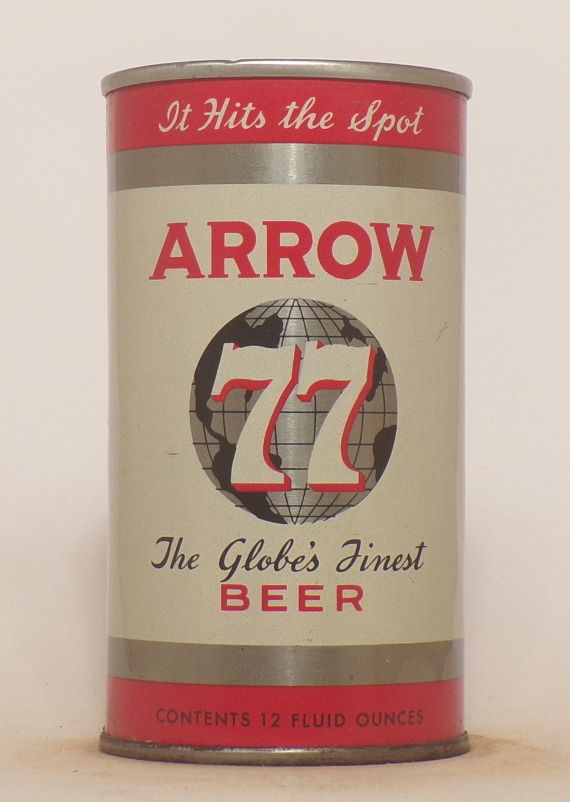 It Hits the Spot
ARROW
77
The Globe's Finest
BEER
CONTENTS 12 FLUID OUNCES